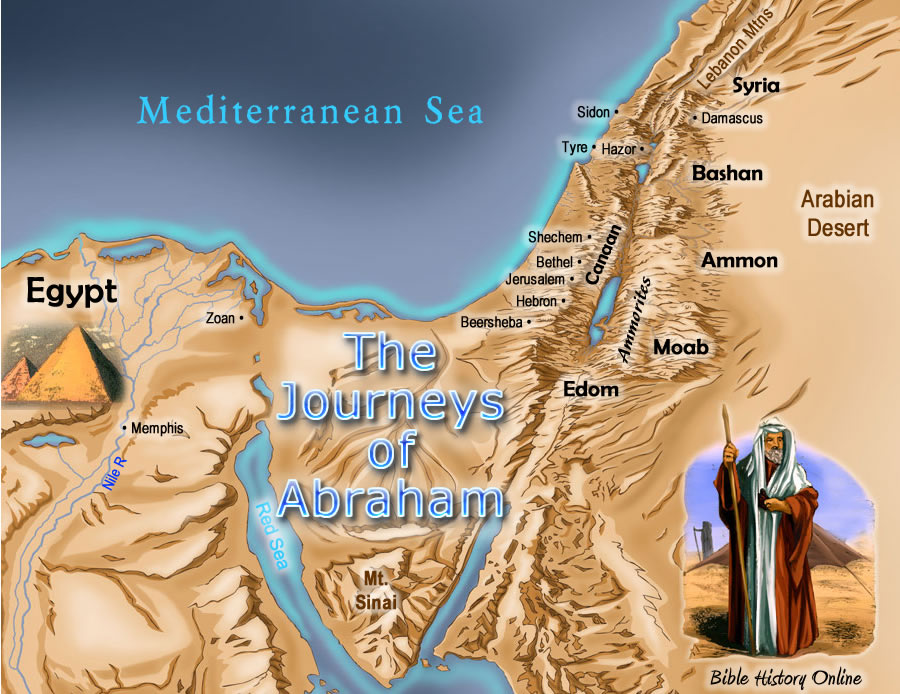 Lebanon Mtns
Syria
Mediterranean Sea
Sidon
Damascus
Tyre
Hazor
Bashan
Arabian
Desert
Shechem
Canaan
Bethel
Ammon
Jerusalem
Egypt
Hebron
Ammorites
Zoan
Beersheba
Moab
The
Journeys
of
Abraham
Edom
Memphis
Nile R
Red Sea
Mt.
Sinai
Bible History Online